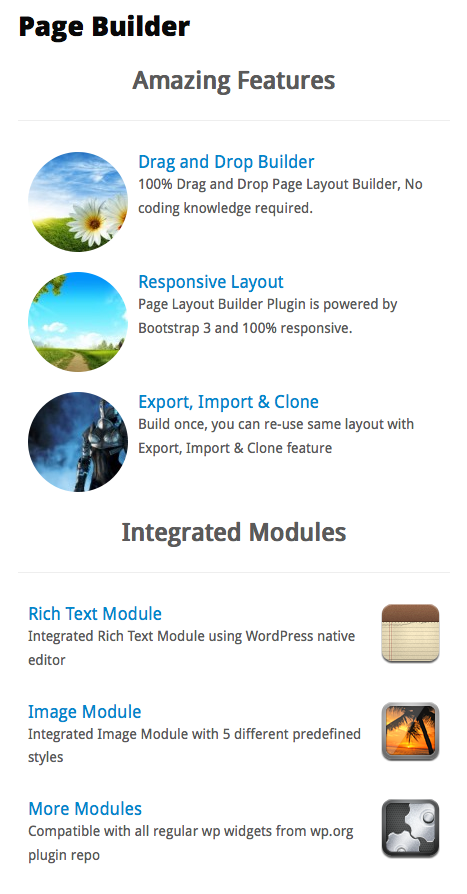 Page Builder
Amazing Features
Drag and Drop Builder
100% Drag and Drop Page Layout Builder, No
coding knowledge required.
Responsive Layout
Page Layout Builder Plugin is powered by
Bootstrap 3 and 100% responsive.
Export, Import & Clone
Build once, you can re-use same layout with
Export, Import & Clone feature
Integrated Modules
Rich Text Module
Integrated Rich Text Module using WordPress native
editor
Image Module
Integrated Image Module with 5 different predefined
styles
More Modules
Compatible with all regular wp widgets from wp.org
plugin repo